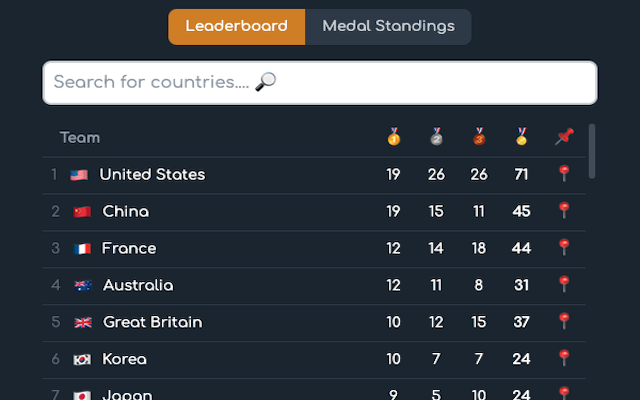 Leaderboard Medal Standings
Search for countries.... 🔎
Team 🥇 🥈 🥉 🏅 📌
1 🇺🇸 United States 19 26 26 71 📍
2 🇨🇳 China 19 15 11 45 📍
3 🇫🇷 France 12 14 18 44 📍
4 🇦🇺 Australia 12 11 8 31 📍
5 🇬🇧 Great Britain 10 12 15 37 📍
6 🇰🇷 Korea 10 7 7 24 📍
7 🇯🇵 Japan 9 5 10 24 📍